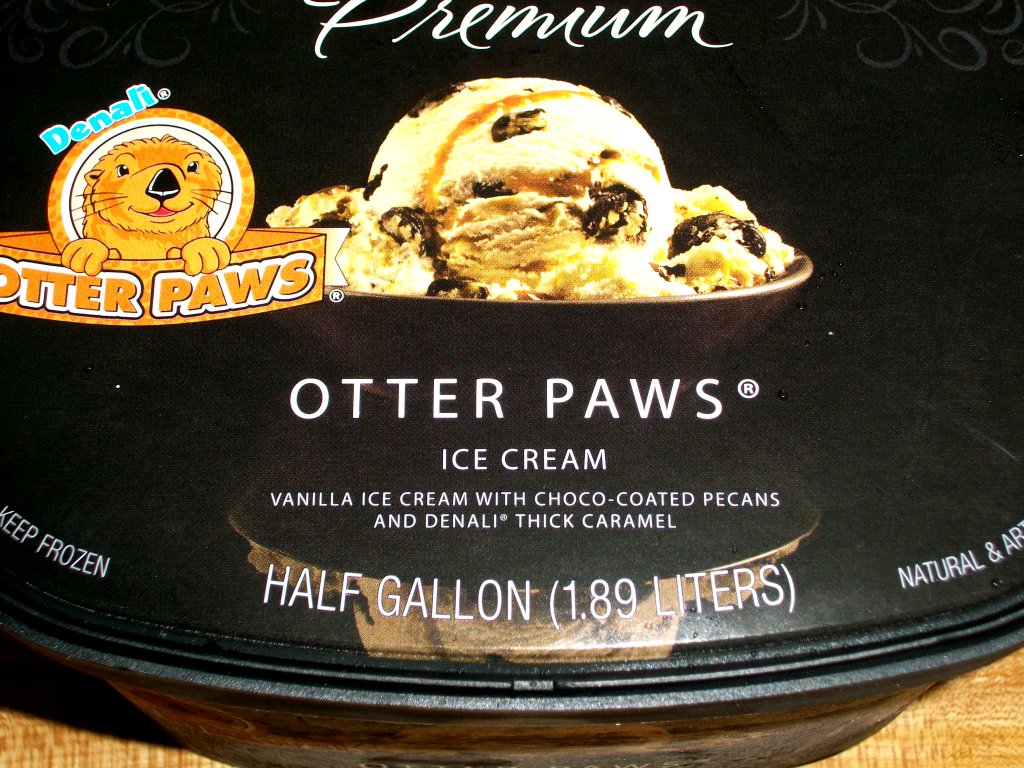 Premium
Denali®
OTTER PAWS®
OTTER PAWS®
ICE CREAM
VANILLA ICE CREAM WITH CHOCO-COATED PECANS
AND DENALI® THICK CARAMEL
KEEP FROZEN
HALF GALLON (1.89 LITERS)
NATURAL &